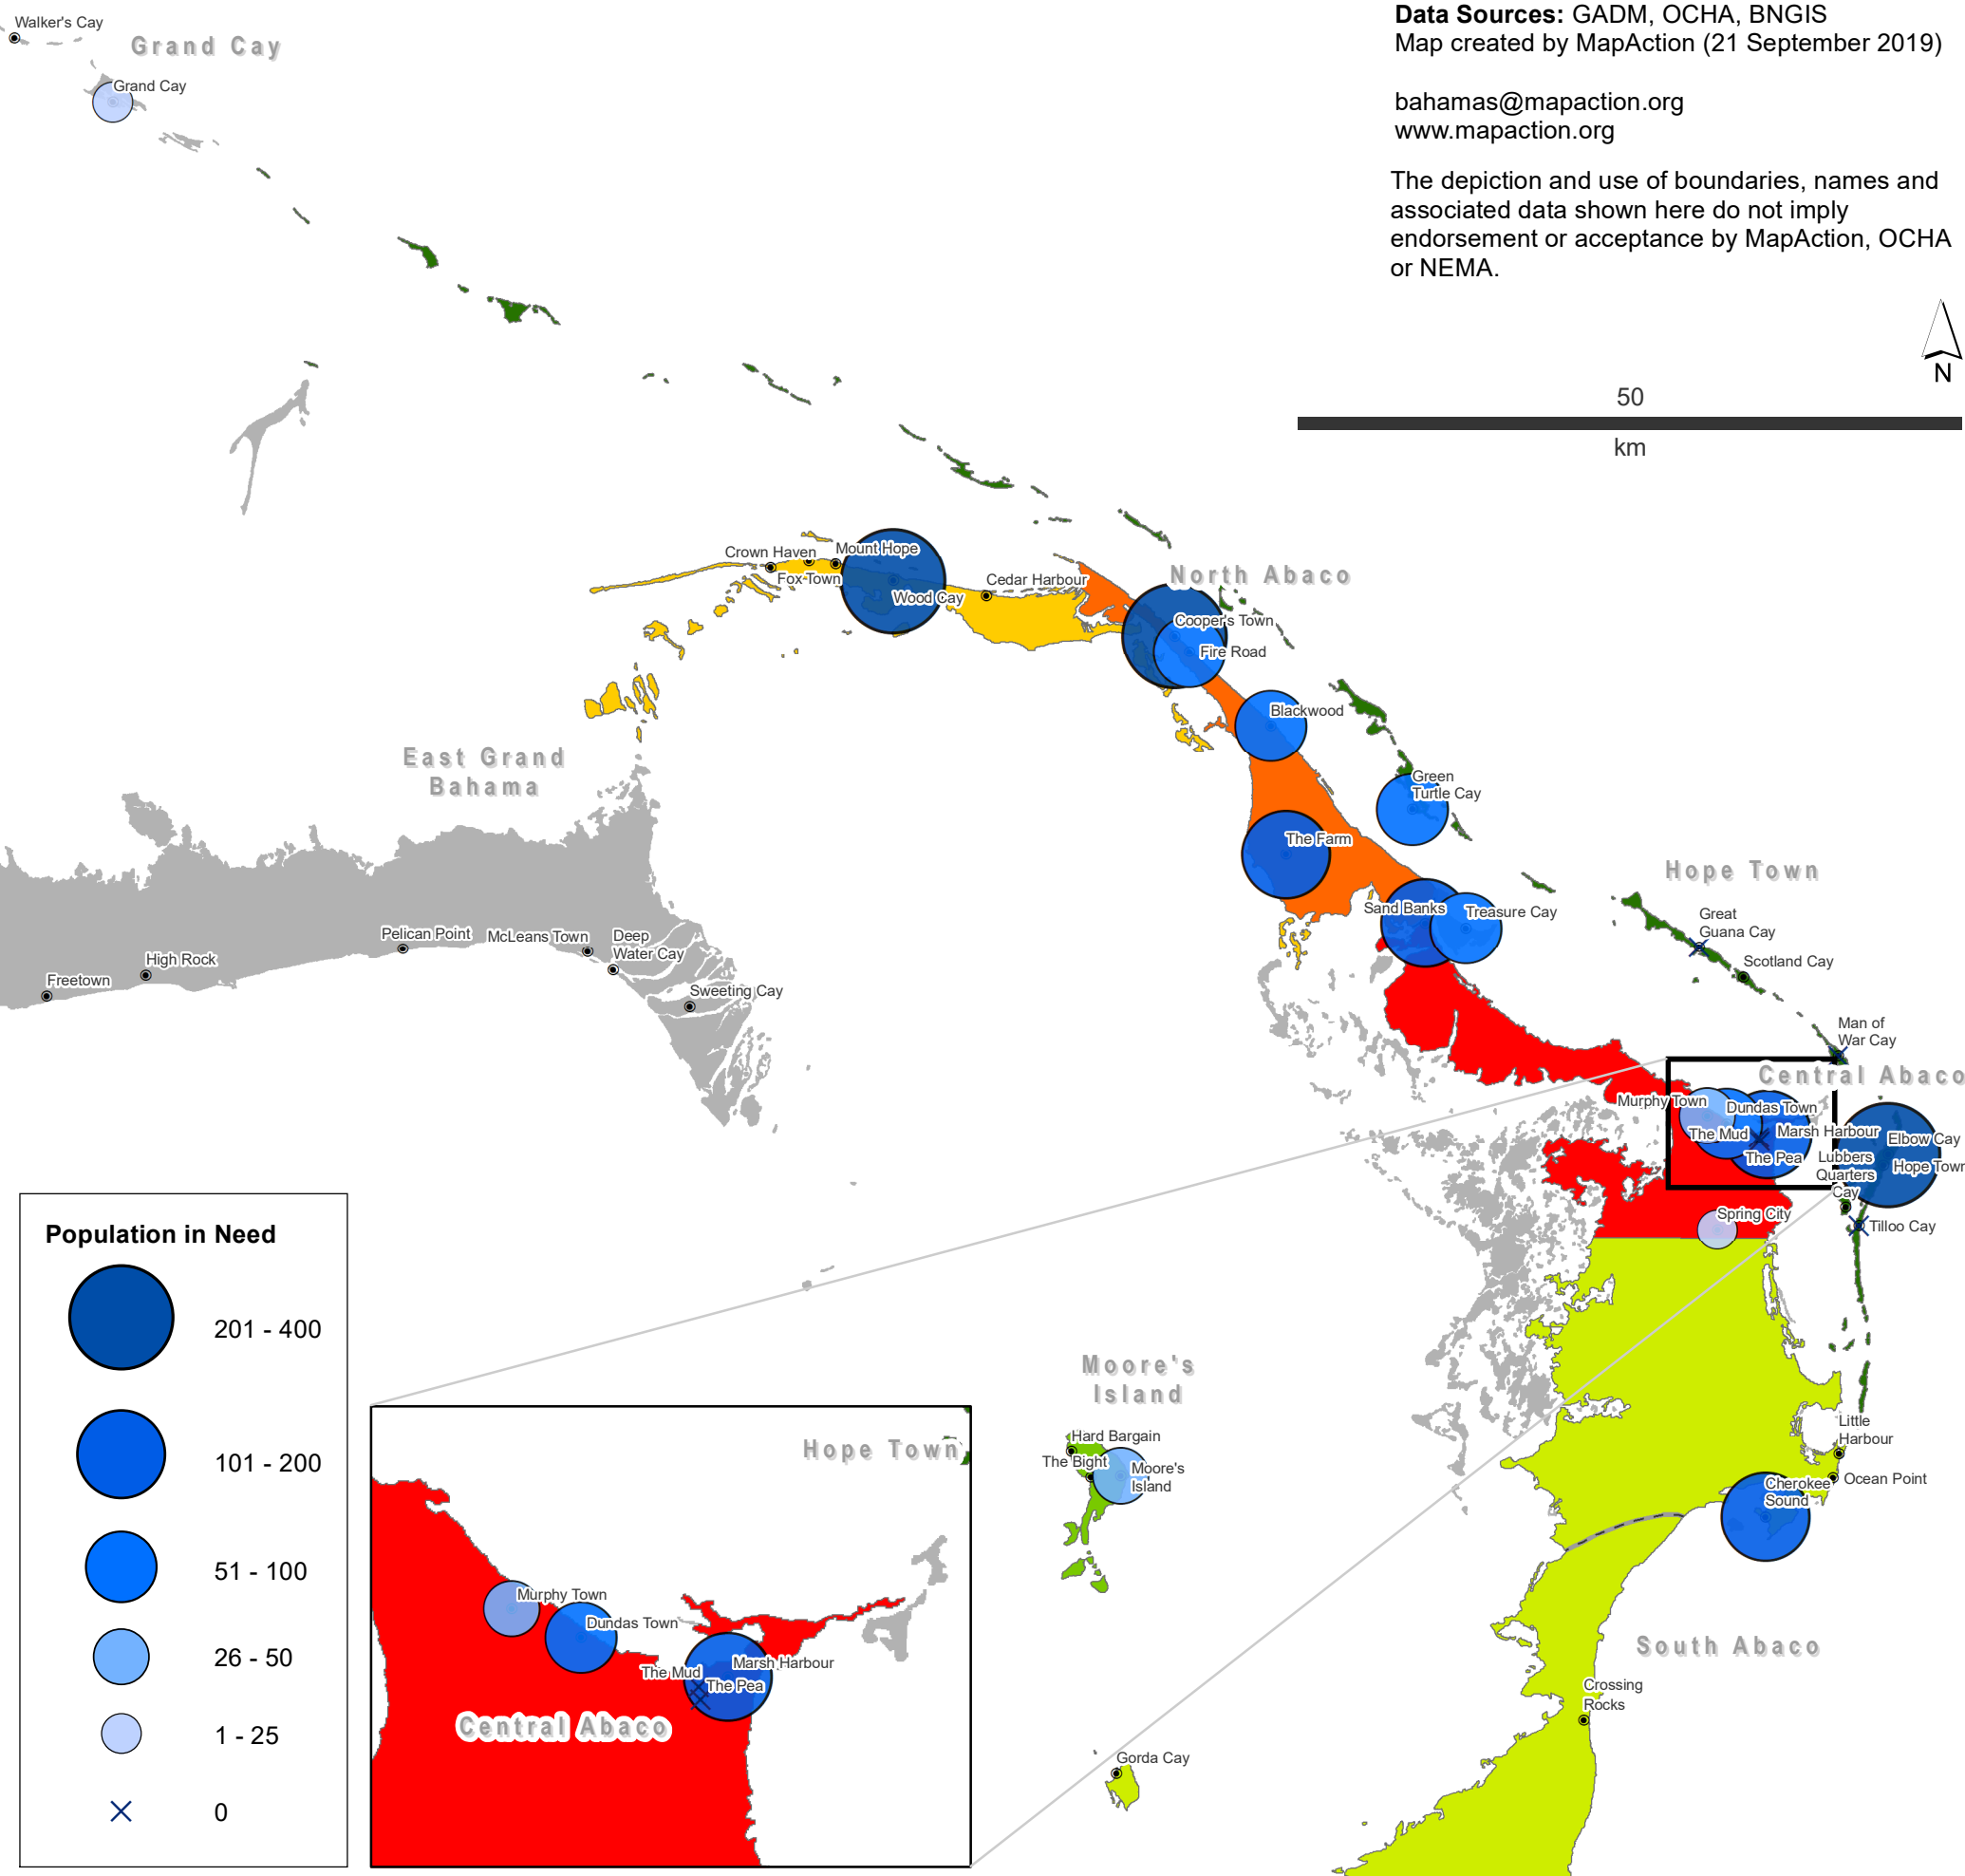 Walker's Cay
Grand Cay
Grand Cay
Data Sources: GADM, OCHA, BNGIS
Map created by MapAction (21 September 2019)
bahamas@mapaction.org
www.mapaction.org
The depiction and use of boundaries, names and
associated data shown here do not imply
endorsement or acceptance by MapAction, OCHA
or NEMA.
N
50
km
Crown Haven
Mount Hope
Fox Town
Wood Cay
Cedar Harbour
North Abaco
Cooper's Town
Fire Road
Blackwood
Green
Turtle Cay
East Grand
Bahama
The Farm
Sand Banks
Treasure Cay
Hope Town
Great
Guana Cay
Scotland Cay
Pelican Point
McLeans Town
Deep
Water Cay
High Rock
Freetown
Sweeting Cay
Man of
War Cay
Central Abaco
Murphy Town
Dundas Town
The Mud
Marsh Harbour
The Pea
Elbow Cay
Hope Town
Lubbers
Quarters
Cay
Tilloo Cay
Spring City
Population in Need
201 - 400
101 - 200
51 - 100
26 - 50
1 - 25
0
Moore's
Island
Hard Bargain
The Bight
Moore's
Island
Little
Harbour
Ocean Point
Cherokee
Sound
Hope Town
Murphy Town
Dundas Town
The Mud
Marsh Harbour
The Pea
Central Abaco
South Abaco
Crossing
Rocks
Gorda Cay